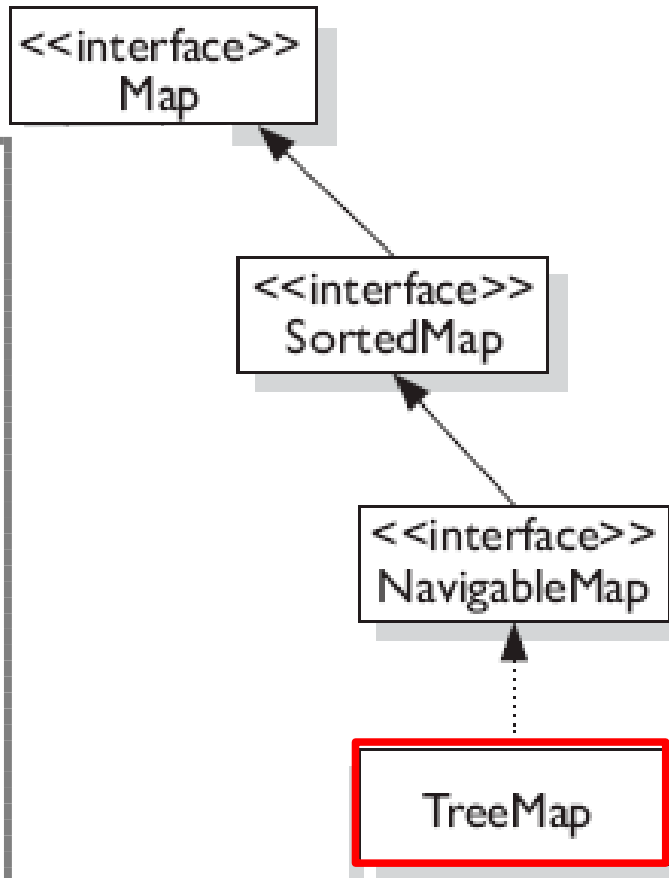 <<interface>>
Map
<<interface>>
SortedMap
<<interface>>
NavigableMap
TreeMap